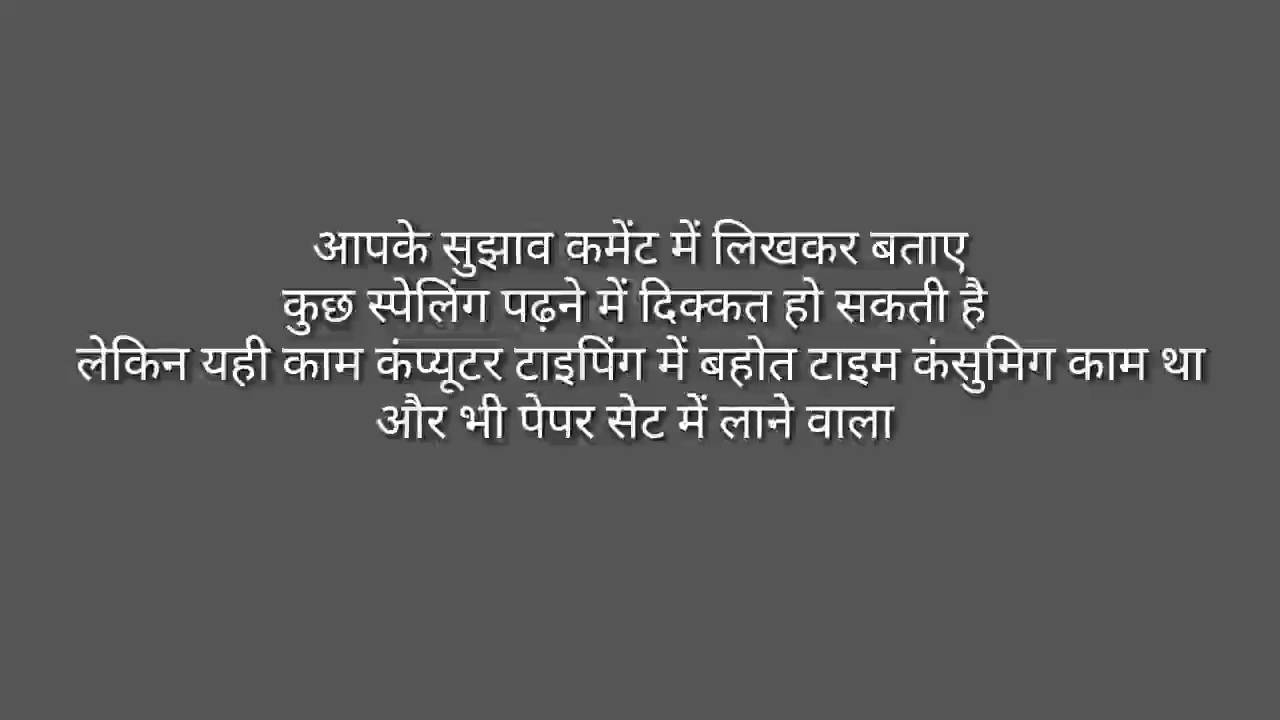 आपके सुझाव कमेंट में लिखकर बताए
कुछ स्पेलिंग पढ़ने में दिक्कत हो सकती है
लेकिन यही काम कंप्यूटर टाइपिंग में बहोत टाइम कंसुमिग काम था
और भी पेपर सेट में लाने वाला